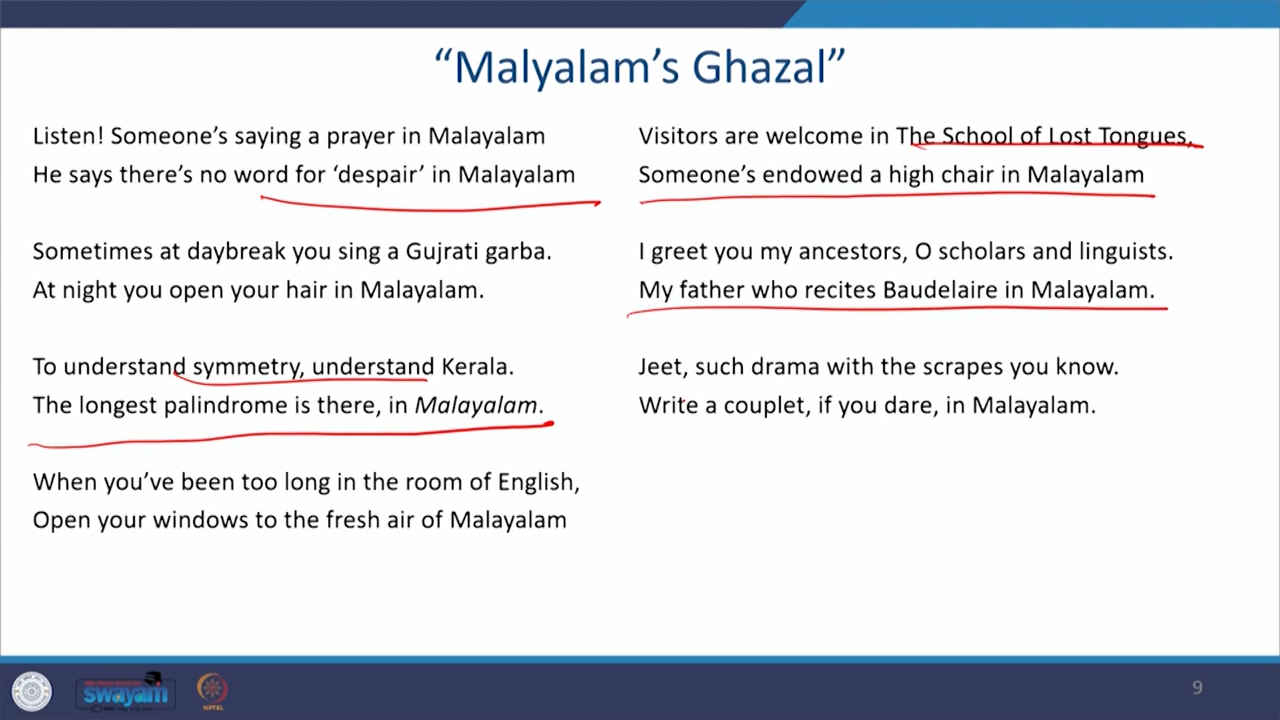 “Malyalam’s Ghazal”
Listen! Someone’s saying a prayer in Malayalam
He says there’s no word for ‘despair’ in Malayalam
Sometimes at daybreak you sing a Gujrati garba.
At night you open your hair in Malayalam.
To understand symmetry, understand Kerala.
The longest palindrome is there, in Malayalam.
When you’ve been too long in the room of English,
Open your windows to the fresh air of Malayalam
Visitors are welcome in The School of Lost Tongues,
Someone’s endowed a high chair in Malayalam
I greet you my ancestors, O scholars and linguists.
My father who recites Baudelaire in Malayalam.
Jeet, such drama with the scrapes you know.
Write a couplet, if you dare, in Malayalam.
swayam
NPTEL
9